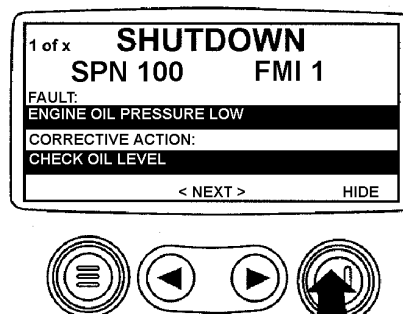 1 of x SHUTDOWN
SPN 100 FMI 1
FAULT:
ENGINE OIL PRESSURE LOW
CORRECTIVE ACTION:
CHECK OIL LEVEL
< NEXT > HIDE